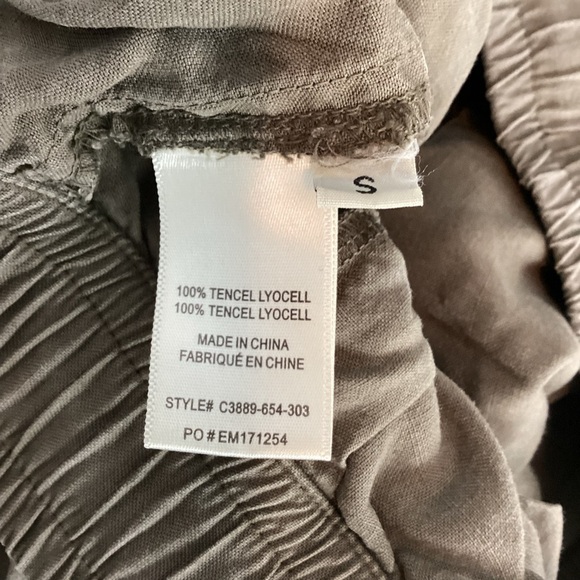 S
100% TENCEL LYOCELL
100% TENCEL LYOCELL
MADE IN CHINA
FABRIQUÉ EN CHINE
STYLE# C3889-654-303
PO # EM171254